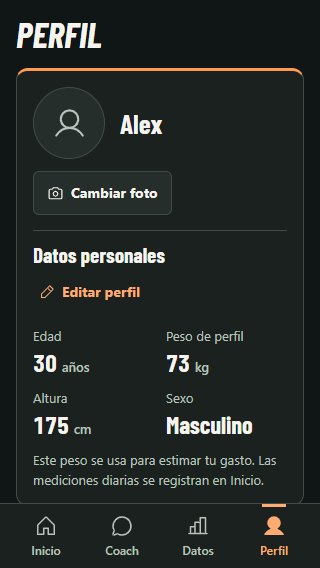 PERFIL
Alex
Cambiar foto
Datos personales
Editar perfil
Edad
Peso de perfil
30 años
73 kg
Altura
Sexo
175 cm
Masculino
Este peso se usa para estimar tu gasto. Las
mediciones diarias se registran en Inicio.
Inicio
Coach
Datos
Perfil